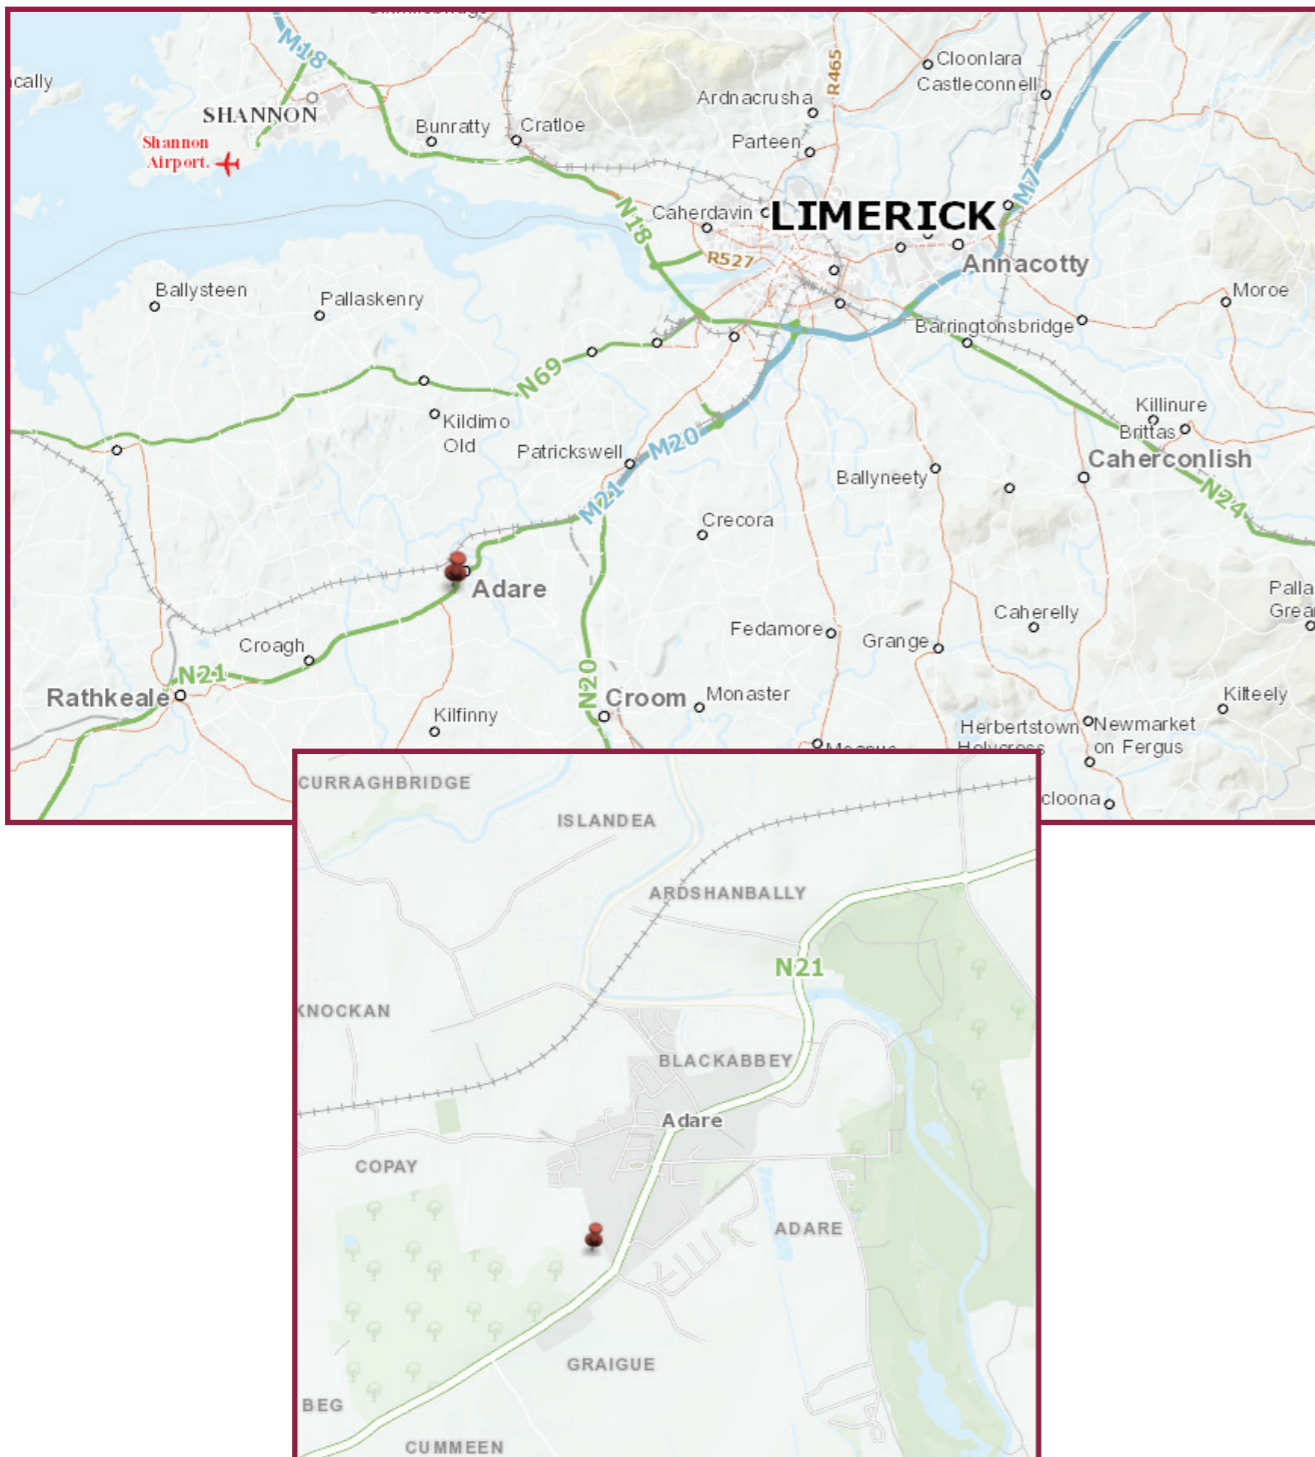 M18
R465
Cloonlara
Castleconnell
Ardnacrusha
SHANNON
Bunratty
Cratloe
Parteen
Shannon
Airport.
M7
Caherdavin
LIMERICK
N18
R527
Annacotty
Ballysteen
Pallaskenry
Moroe
Barringtonsbridge
N69
Kildimo
Old
Killinure
Brittas
Patrickswell
M20
Caherconlish
Ballyneety
N24
M21
Crecora
Adare
Caherelly
Fedamore
Grange
Croagh
N21
N20
Rathkeale
Croom
Monaster
Kilteely
Kilfinny
Herbertstown
Newmarket
on Fergus
Holycross
cloona
CURRAGHBRIDGE
ISLANDEA
ARDSHANBALLY
N21
KNOCKAN
BLACKABBEY
Adare
COPAY
ADARE
GRAIGUE
BEG
CUMMEEN